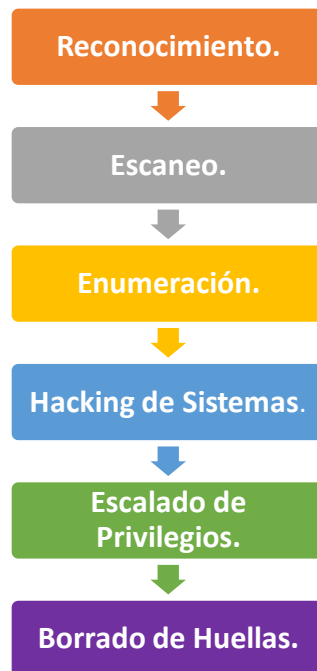 Reconocimiento.
Escaneo.
Enumeración.
Hacking de Sistemas.
Escalado de
Privilegios.
Borrado de Huellas.